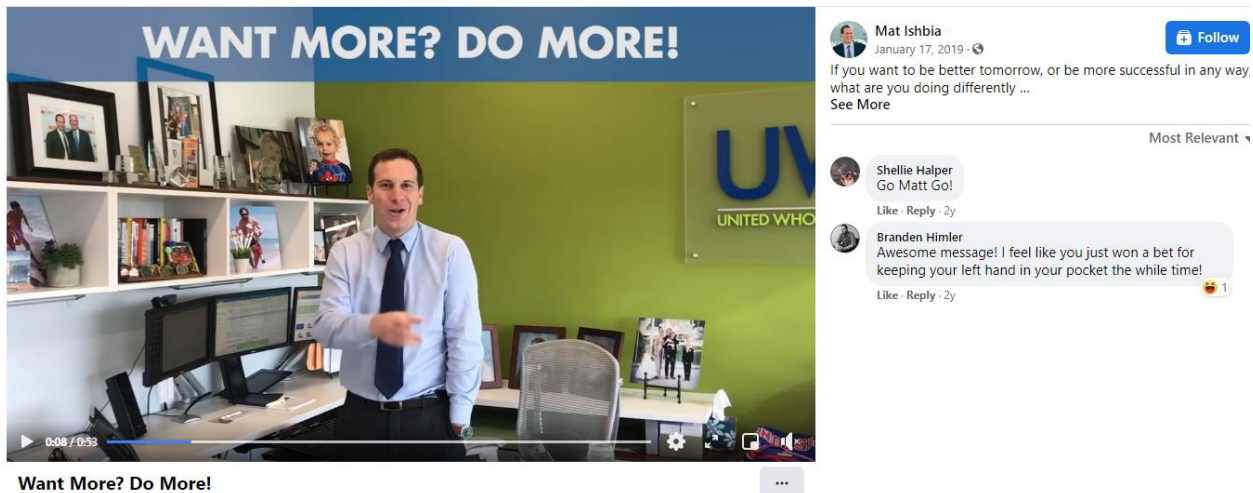 WANT MORE? DO MORE!
UW
UNITED WHO
0:08 / 0:53
Want More? Do More!
...
Mat Ishbia
January 17, 2019 ·
Follow
If you want to be better tomorrow, or be more successful in any way,
what are you doing differently ...
See More
Most Relevant
Shellie Halper
Go Matt Go!
Like · Reply · 2y
Branden Himler
Awesome message! I feel like you just won a bet for
keeping your left hand in your pocket the while time!
1
Like · Reply · 2y